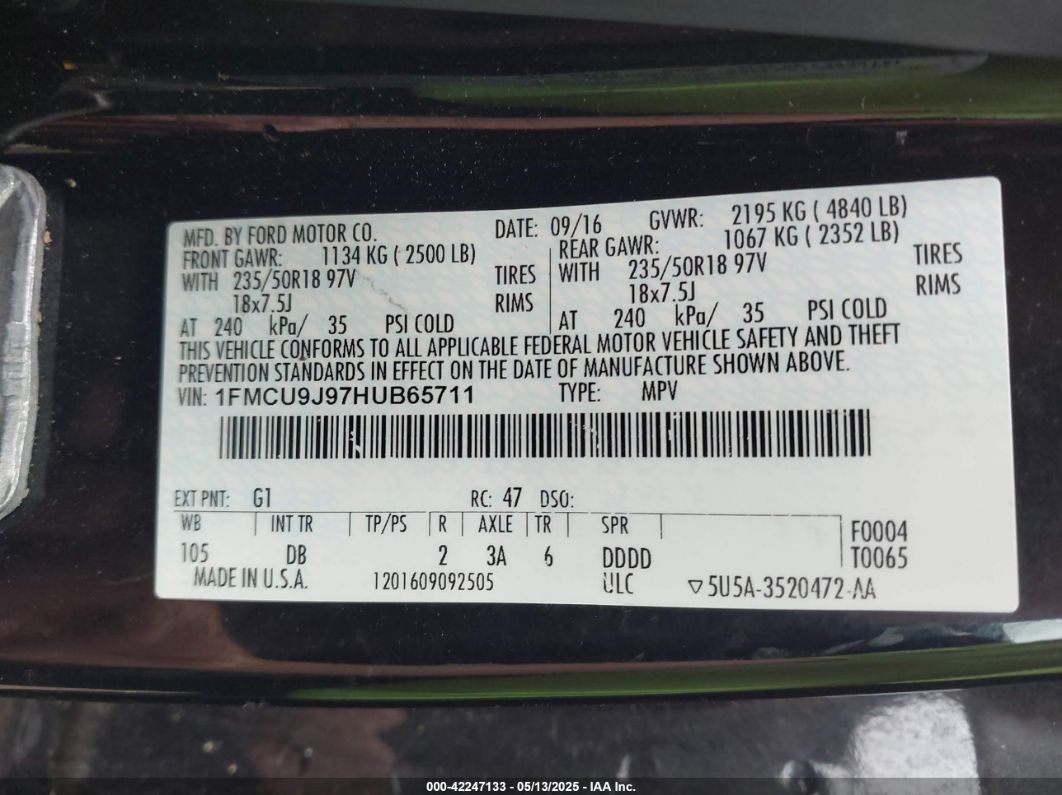 MFD. BY FORD MOTOR CO. DATE: 09/16 GVWR: 2195 KG ( 4840 LB)
FRONT GAWR: 1134 KG ( 2500 LB) REAR GAWR: 1067 KG ( 2352 LB)
WITH 235/50R18 97V TIRES WITH 235/50R18 97V TIRES
18x7.5J RIMS 18x7.5J RIMS
AT 240 kPa/ 35 PSI COLD AT 240 kPa/ 35 PSI COLD
THIS VEHICLE CONFORMS TO ALL APPLICABLE FEDERAL MOTOR VEHICLE SAFETY AND THEFT
PREVENTION STANDARDS IN EFFECT ON THE DATE OF MANUFACTURE SHOWN ABOVE.
VIN: 1FMCU9J97HUB65711 TYPE: MPV
EXT PNT: G1 RC: 47 DSO:
WB INT TR TP/PS R AXLE TR SPR F0004
105 DB 2 3A 6 DDDD T0065
MADE IN U.S.A. 1201609092505 ULC ▽5U5A-3520472-AA
000-42247133 - 05/13/2025 - IAA Inc.